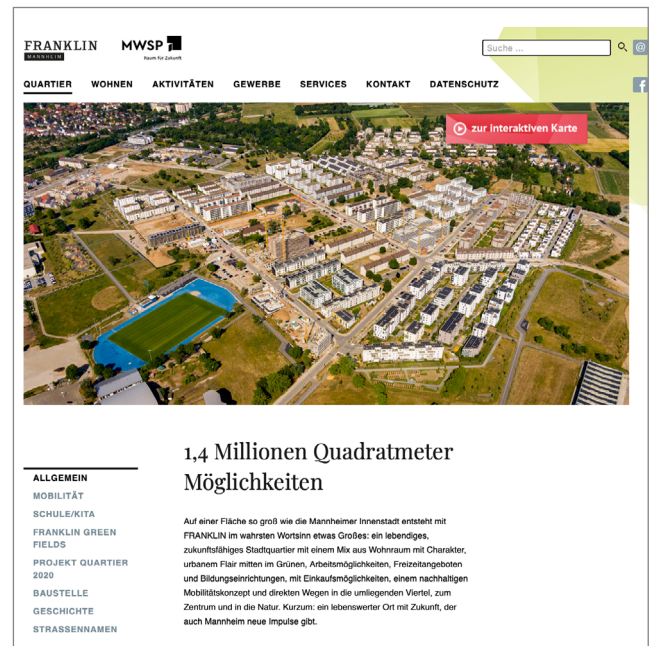 FRANKLIN
MANNHEIM
MWSP
Raum für Zukunft
Suche ...
@
QUARTIER WOHNEN AKTIVITÄTEN GEWERBE SERVICES KONTAKT DATENSCHUTZ
f
zur interaktiven Karte
1,4 Millionen Quadratmeter
Möglichkeiten
ALLGEMEIN
MOBILITÄT
SCHULE/KITA
FRANKLIN GREEN
FIELDS
PROJEKT QUARTIER
2020
BAUSTELLE
GESCHICHTE
STRASSENNAMEN
Auf einer Fläche so groß wie die Mannheimer Innenstadt entsteht mit
FRANKLIN im wahrsten Wortsinn etwas Großes: ein lebendiges,
zukunftsfähiges Stadtquartier mit einem Mix aus Wohnraum mit Charakter,
urbanem Flair mitten im Grünen, Arbeitsmöglichkeiten, Freizeitangeboten
und Bildungseinrichtungen, mit Einkaufsmöglichkeiten, einem nachhaltigen
Mobilitätskonzept und direkten Wegen in die umliegenden Viertel, zum
Zentrum und in die Natur. Kurzum: ein lebenswerter Ort mit Zukunft, der
auch Mannheim neue Impulse gibt.